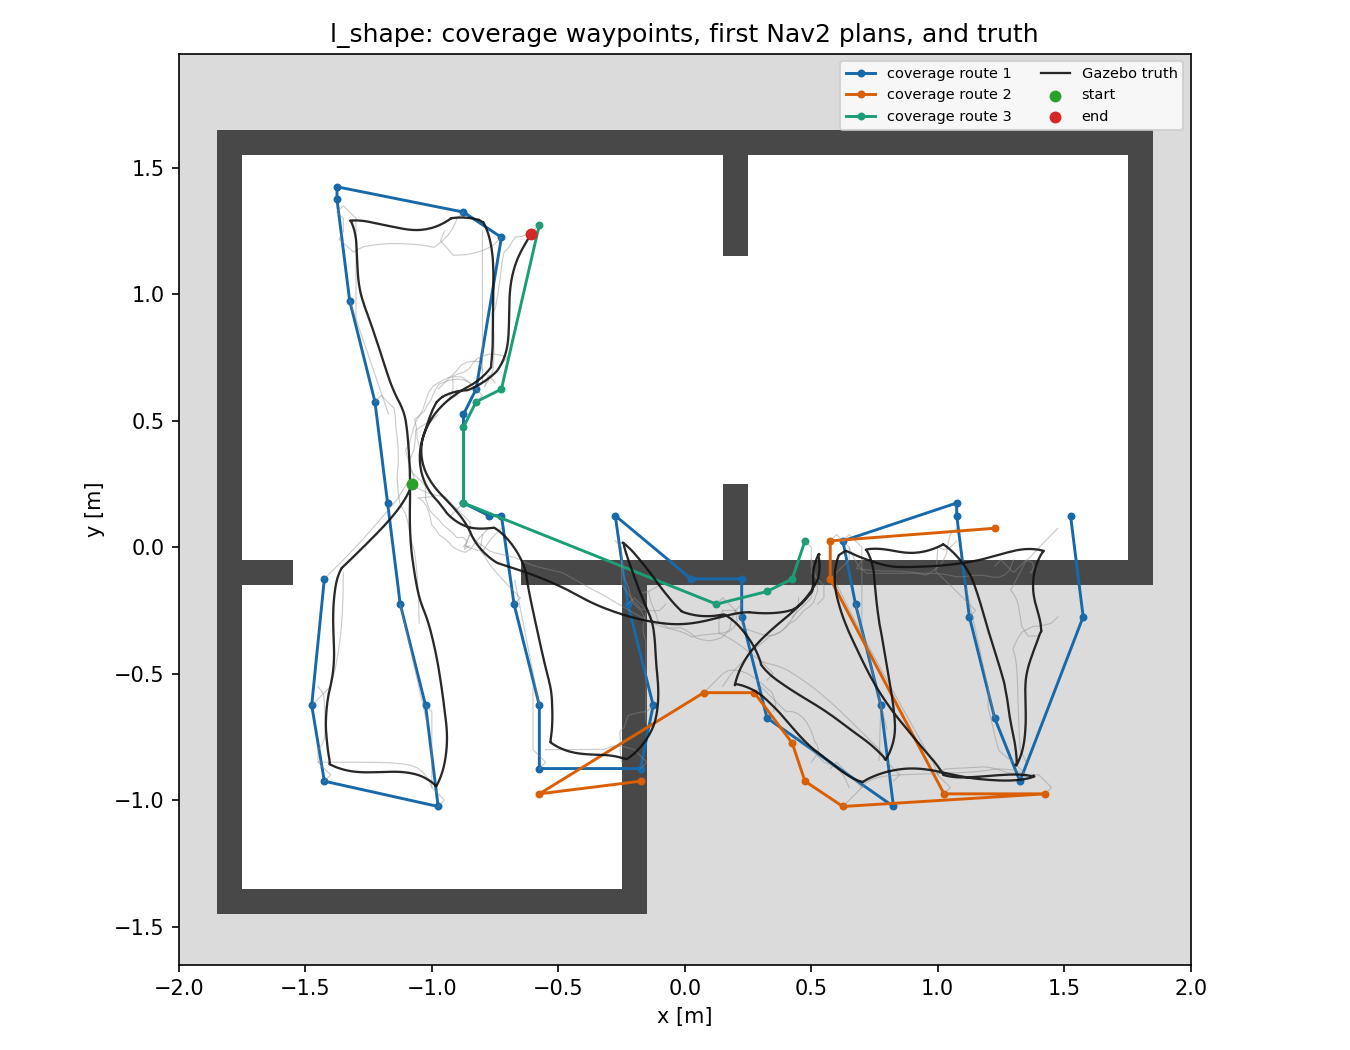 l_shape: coverage waypoints, first Nav2 plans, and truth
coverage route 1
coverage route 2
coverage route 3
Gazebo truth
start
end
1.5
1.0
0.5
0.0
−0.5
−1.0
−1.5
y [m]
−2.0 −1.5 −1.0 −0.5 0.0 0.5 1.0 1.5 2.0
x [m]